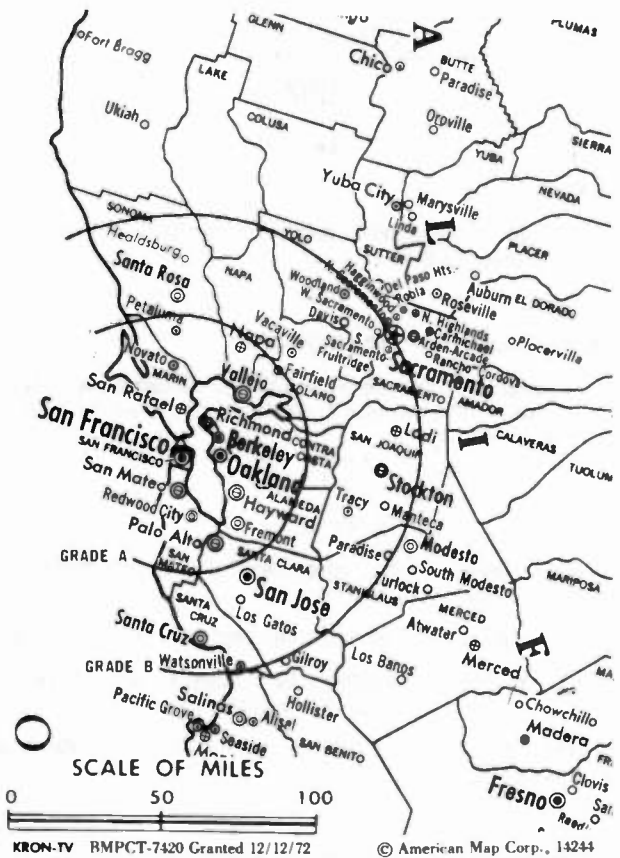 GLENN
PLUMAS
A
Fort Bragg
Chico
BUTTE
Paradise
LAKE
Ukiah
COLUSA
Oroville
SIERRA
YUBA
NEVADA
Yuba City
Marysville
Linda
L
SONOMA
YOLO
SUTTER
PLACER
Healdsburg
Santa Rosa
NAPA
Woodland
Del Paso Hts.
Robla
Auburn
EL DORADO
Roseville
W. Sacramento
Davis
N. Highlands
Carmichael
Arden-Arcade
Rancho Cordova
Placerville
Petaluma
Napa
Vacaville
S. Sacramento
Fruitridge
Sacramento
SACRAMENTO
AMADOR
Novato
MARIN
Vallejo
Fairfield
SOLANO
San Rafael
Richmond
CONTRA COSTA
Lodi
SAN JOAQUIN
CALAVERAS
I
San Francisco
SAN FRANCISCO
Berkeley
Oakland
Stockton
San Mateo
ALAMEDA
Hayward
Tracy
Manteca
Redwood City
Fremont
Palo Alto
Modesto
Paradise
GRADE A
SAN MATEO
SANTA CLARA
San Jose
STANISLAUS
Turlock
South Modesto
MARIPOSA
SANTA CRUZ
Los Gatos
MERCED
Atwater
Merced
F
Santa Cruz
GRADE B
Watsonville
Gilroy
Los Banos
Hollister
Salinas
Alisel
Pacific Grove
Seaside
SAN BENITO
Chowchillo
Madera
O
Clovis
Fresno
SCALE OF MILES
0 50 100
KRON-TV BMPCT-7420 Granted 12/12/72 © American Map Corp., 14244